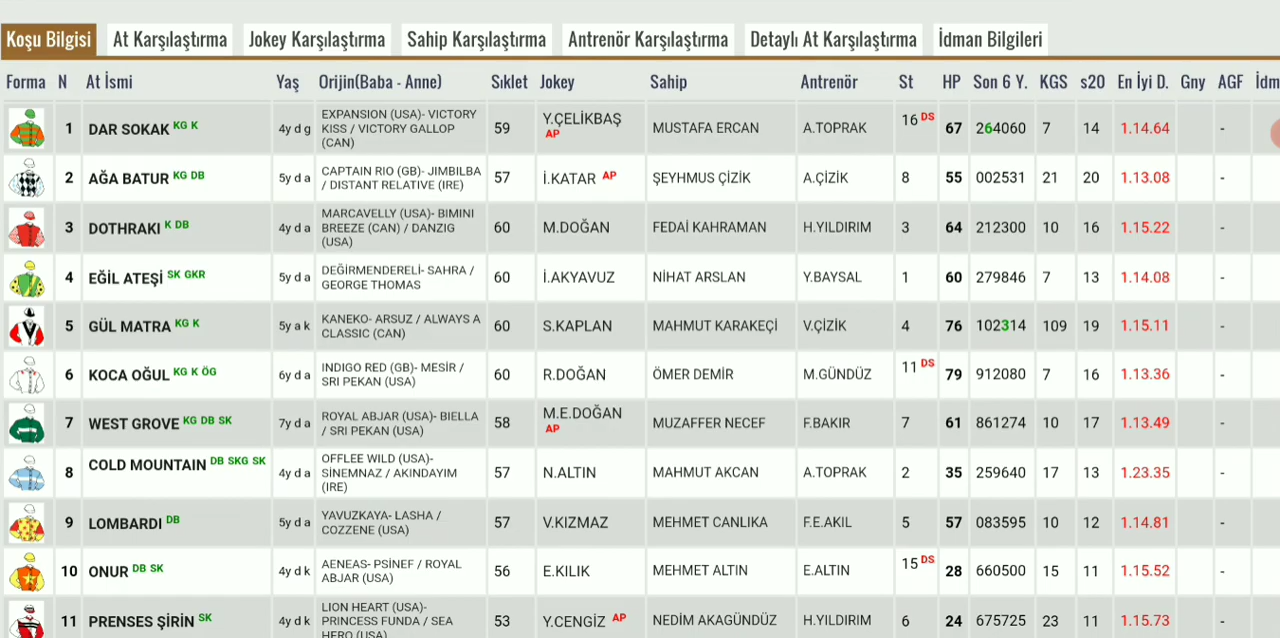 Koşu Bilgisi At Karşılaştırma Jokey Karşılaştırma Sahip Karşılaştırma Antrenör Karşılaştırma Detaylı At Karşılaştırma İdman Bilgileri
Forma N At İsmi Yaş Orijin(Baba - Anne) Sıklet Jokey Sahip Antrenör St HP Son 6 Y. KGS s20 En İyi D. Gny AGF İdm
1 DAR SOKAK KG K 4y d g EXPANSION (USA)- VICTORY KISS / VICTORY GALLOP (CAN) 59 Y.ÇELİKBAŞ AP MUSTAFA ERCAN A.TOPRAK 16 DS 67 264060 7 14 1.14.64 -
2 AĞA BATUR KG DB 5y d a CAPTAIN RIO (GB)- JIMBILBA / DISTANT RELATIVE (IRE) 57 İ.KATAR AP ŞEYHMUS ÇİZİK A.ÇİZİK 8 55 002531 21 20 1.13.08 -
3 DOTHRAKI K DB 4y d a MARCAVELLY (USA)- BIMINI BREEZE (CAN) / DANZIG (USA) 60 M.DOĞAN FEDAİ KAHRAMAN H.YILDIRIM 3 64 212300 10 16 1.15.22 -
4 EĞİL ATEŞİ SK GKR 5y d a DEĞİRMENDERELİ- SAHRA / GEORGE THOMAS 60 İ.AKYAVUZ NİHAT ARSLAN Y.BAYSAL 1 60 279846 7 13 1.14.08 -
5 GÜL MATRA KG K 5y a k KANEKO- ARSUZ / ALWAYS A CLASSIC (CAN) 60 S.KAPLAN MAHMUT KARAKEÇİ V.ÇİZİK 4 76 102314 109 19 1.15.11 -
6 KOCA OĞUL KG K ÖG 6y d a INDIGO RED (GB)- MESİR / SRI PEKAN (USA) 60 R.DOĞAN ÖMER DEMİR M.GÜNDÜZ 11 DS 79 912080 7 16 1.13.36 -
7 WEST GROVE KG DB SK 7y d a ROYAL ABJAR (USA)- BIELLA / SRI PEKAN (USA) 58 M.E.DOĞAN AP MUZAFFER NECEF F.BAKIR 7 61 861274 10 17 1.13.49 -
8 COLD MOUNTAIN DB SKG SK 4y d a OFFLEE WILD (USA)- SİNEMNAZ / AKINDAYIM (IRE) 57 N.ALTIN MAHMUT AKCAN A.TOPRAK 2 35 259640 17 13 1.23.35 -
9 LOMBARDI DB 5y d a YAVUZKAYA- LASHA / COZZENE (USA) 57 V.KIZMAZ MEHMET CANLIKA F.E.AKIL 5 57 083595 10 12 1.14.81 -
10 ONUR DB SK 4y d k AENEAS- PSİNEF / ROYAL ABJAR (USA) 56 E.KILIK MEHMET ALTIN E.ALTIN 15 DS 28 660500 15 11 1.15.52 -
11 PRENSES ŞİRİN SK 4y d k LION HEART (USA)- PRINCESS FUNDA / SEA HERO (USA) 53 Y.CENGİZ AP NEDİM AKAGÜNDÜZ H.YILDIRIM 6 24 675725 23 11 1.15.73 -